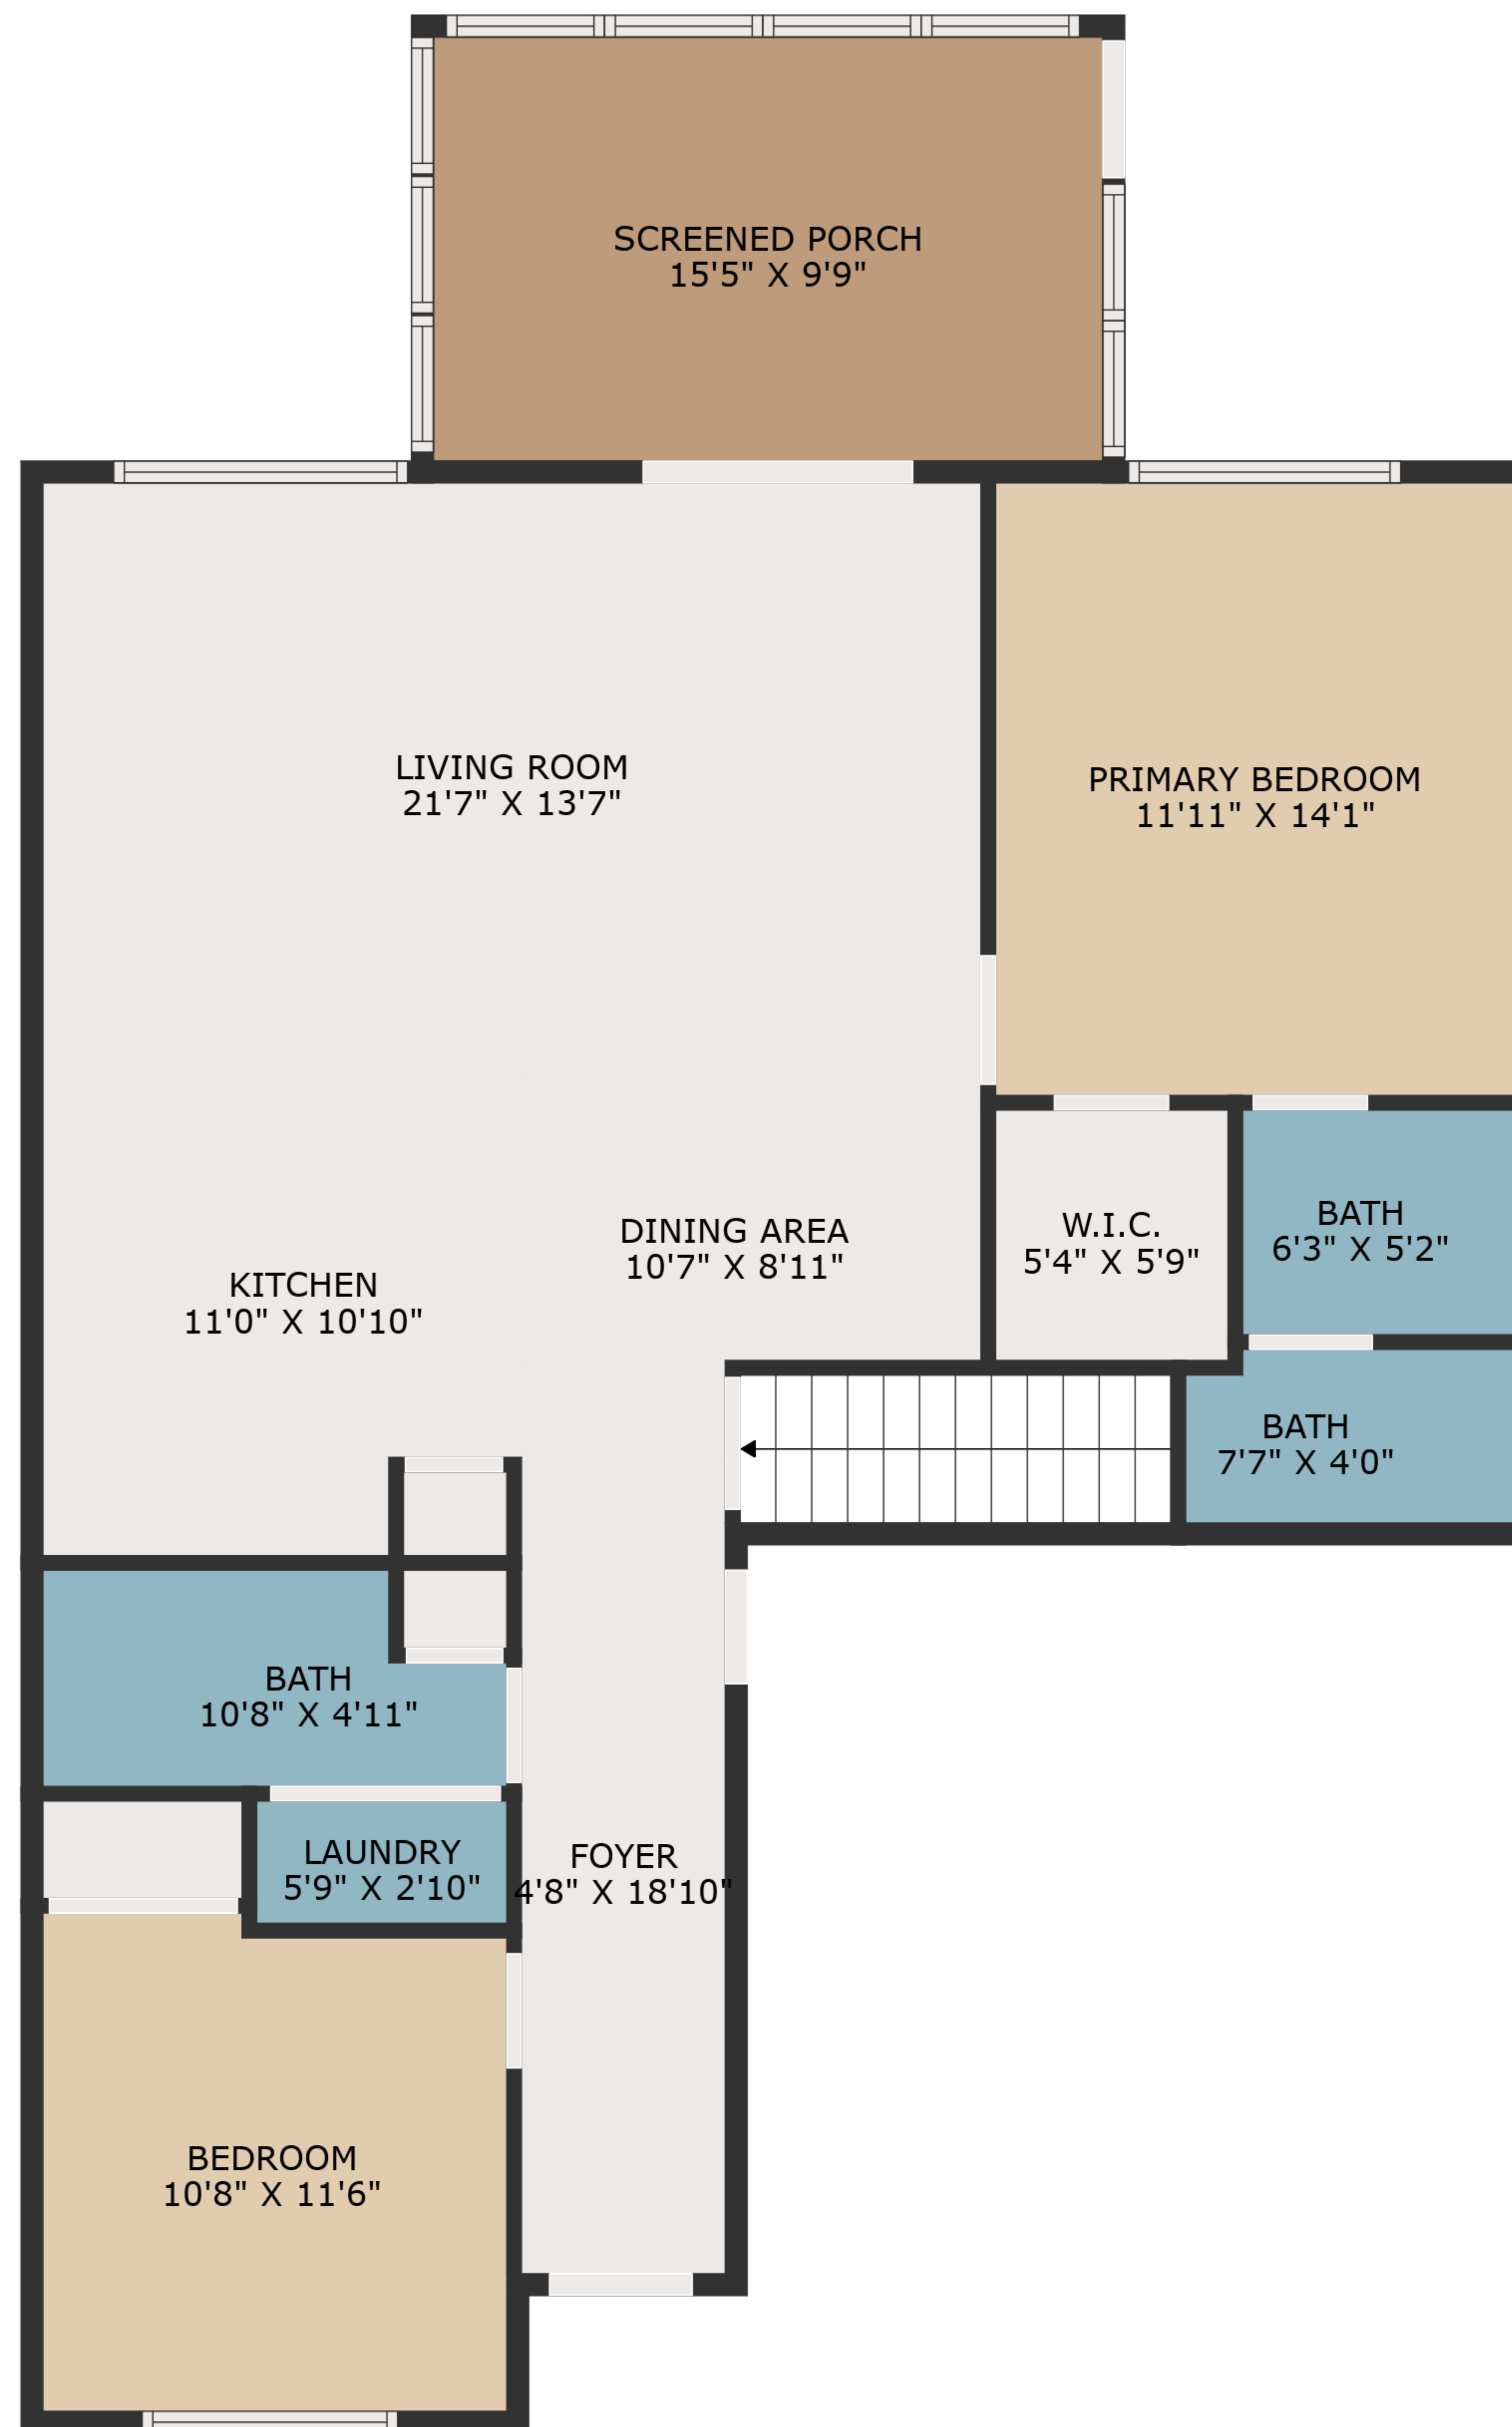 SCREENED PORCH
15'5" X 9'9"
LIVING ROOM
21'7" X 13'7"
PRIMARY BEDROOM
11'11" X 14'1"
DINING AREA
10'7" X 8'11"
W.I.C.
5'4" X 5'9"
BATH
6'3" X 5'2"
KITCHEN
11'0" X 10'10"
BATH
7'7" X 4'0"
BATH
10'8" X 4'11"
LAUNDRY
5'9" X 2'10"
FOYER
4'8" X 18'10"
BEDROOM
10'8" X 11'6"